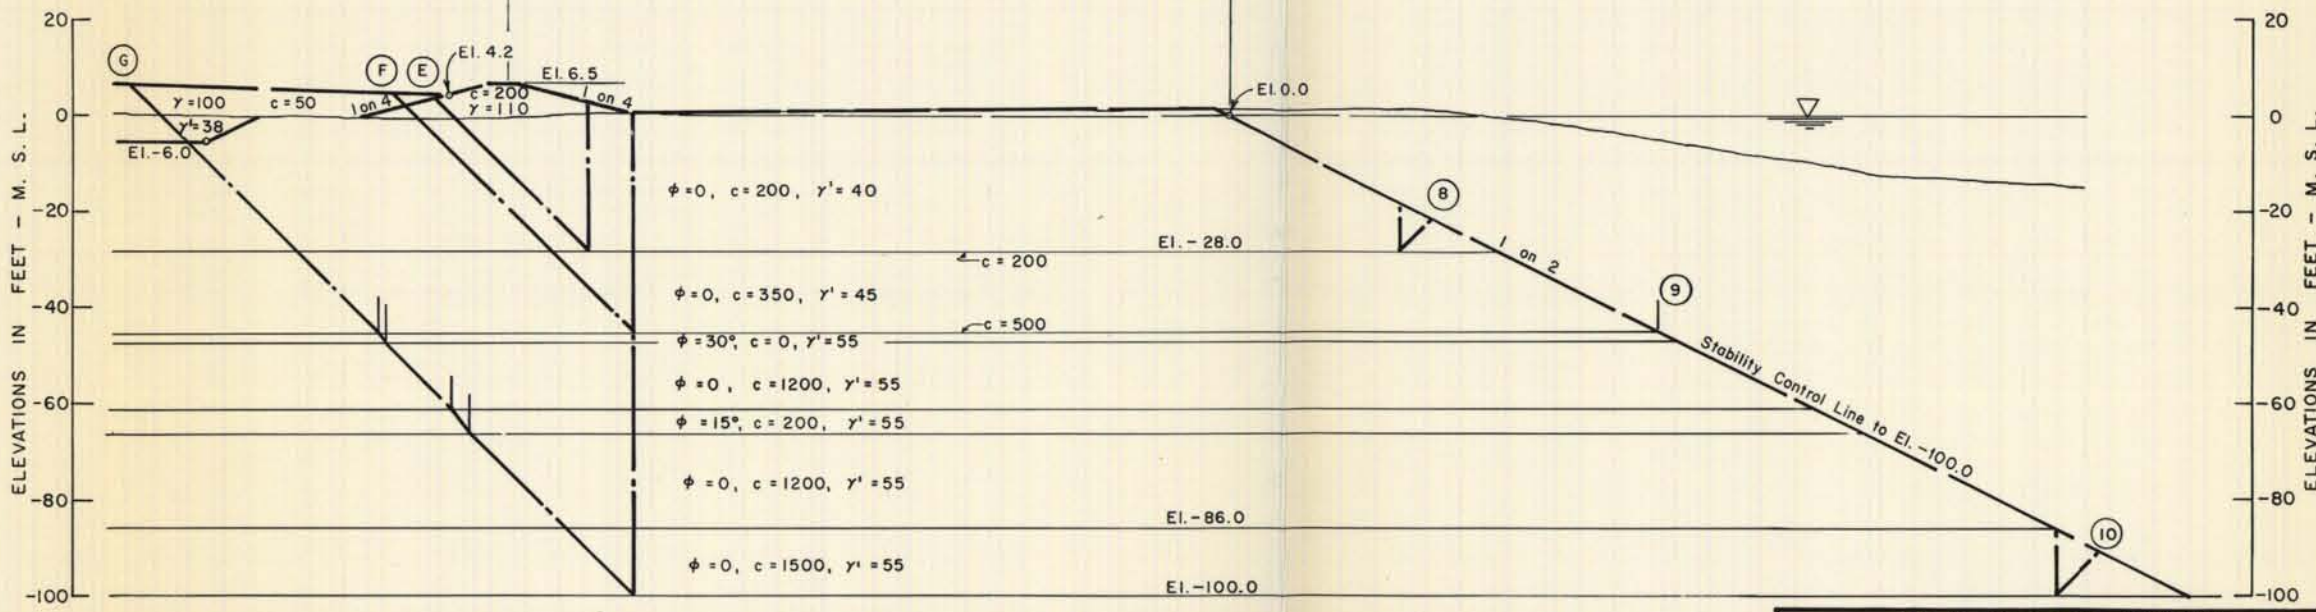 20
0
-20
-40
-60
-80
-100
ELEVATIONS IN FEET - M. S. L.
G
F
E
El. 4.2
El. 6.5
γ=100 c=50
1 on 4
c=200
γ=110
1 on 4
γ'=38
El.-6.0
El. 0.0
ϕ=0, c=200, γ'=40
El.-28.0
c=200
ϕ=0, c=350, γ'=45
c=500
ϕ=30°, c=0, γ'=55
ϕ=0, c=1200, γ'=55
ϕ=15°, c=200, γ'=55
ϕ=0, c=1200, γ'=55
El.-86.0
ϕ=0, c=1500, γ'=55
El.-100.0
8
1 on 2
9
Stability Control Line to El.-100.0
10
20
0
-20
-40
-60
-80
-100
ELEVATIONS IN FEET - M. S. L.